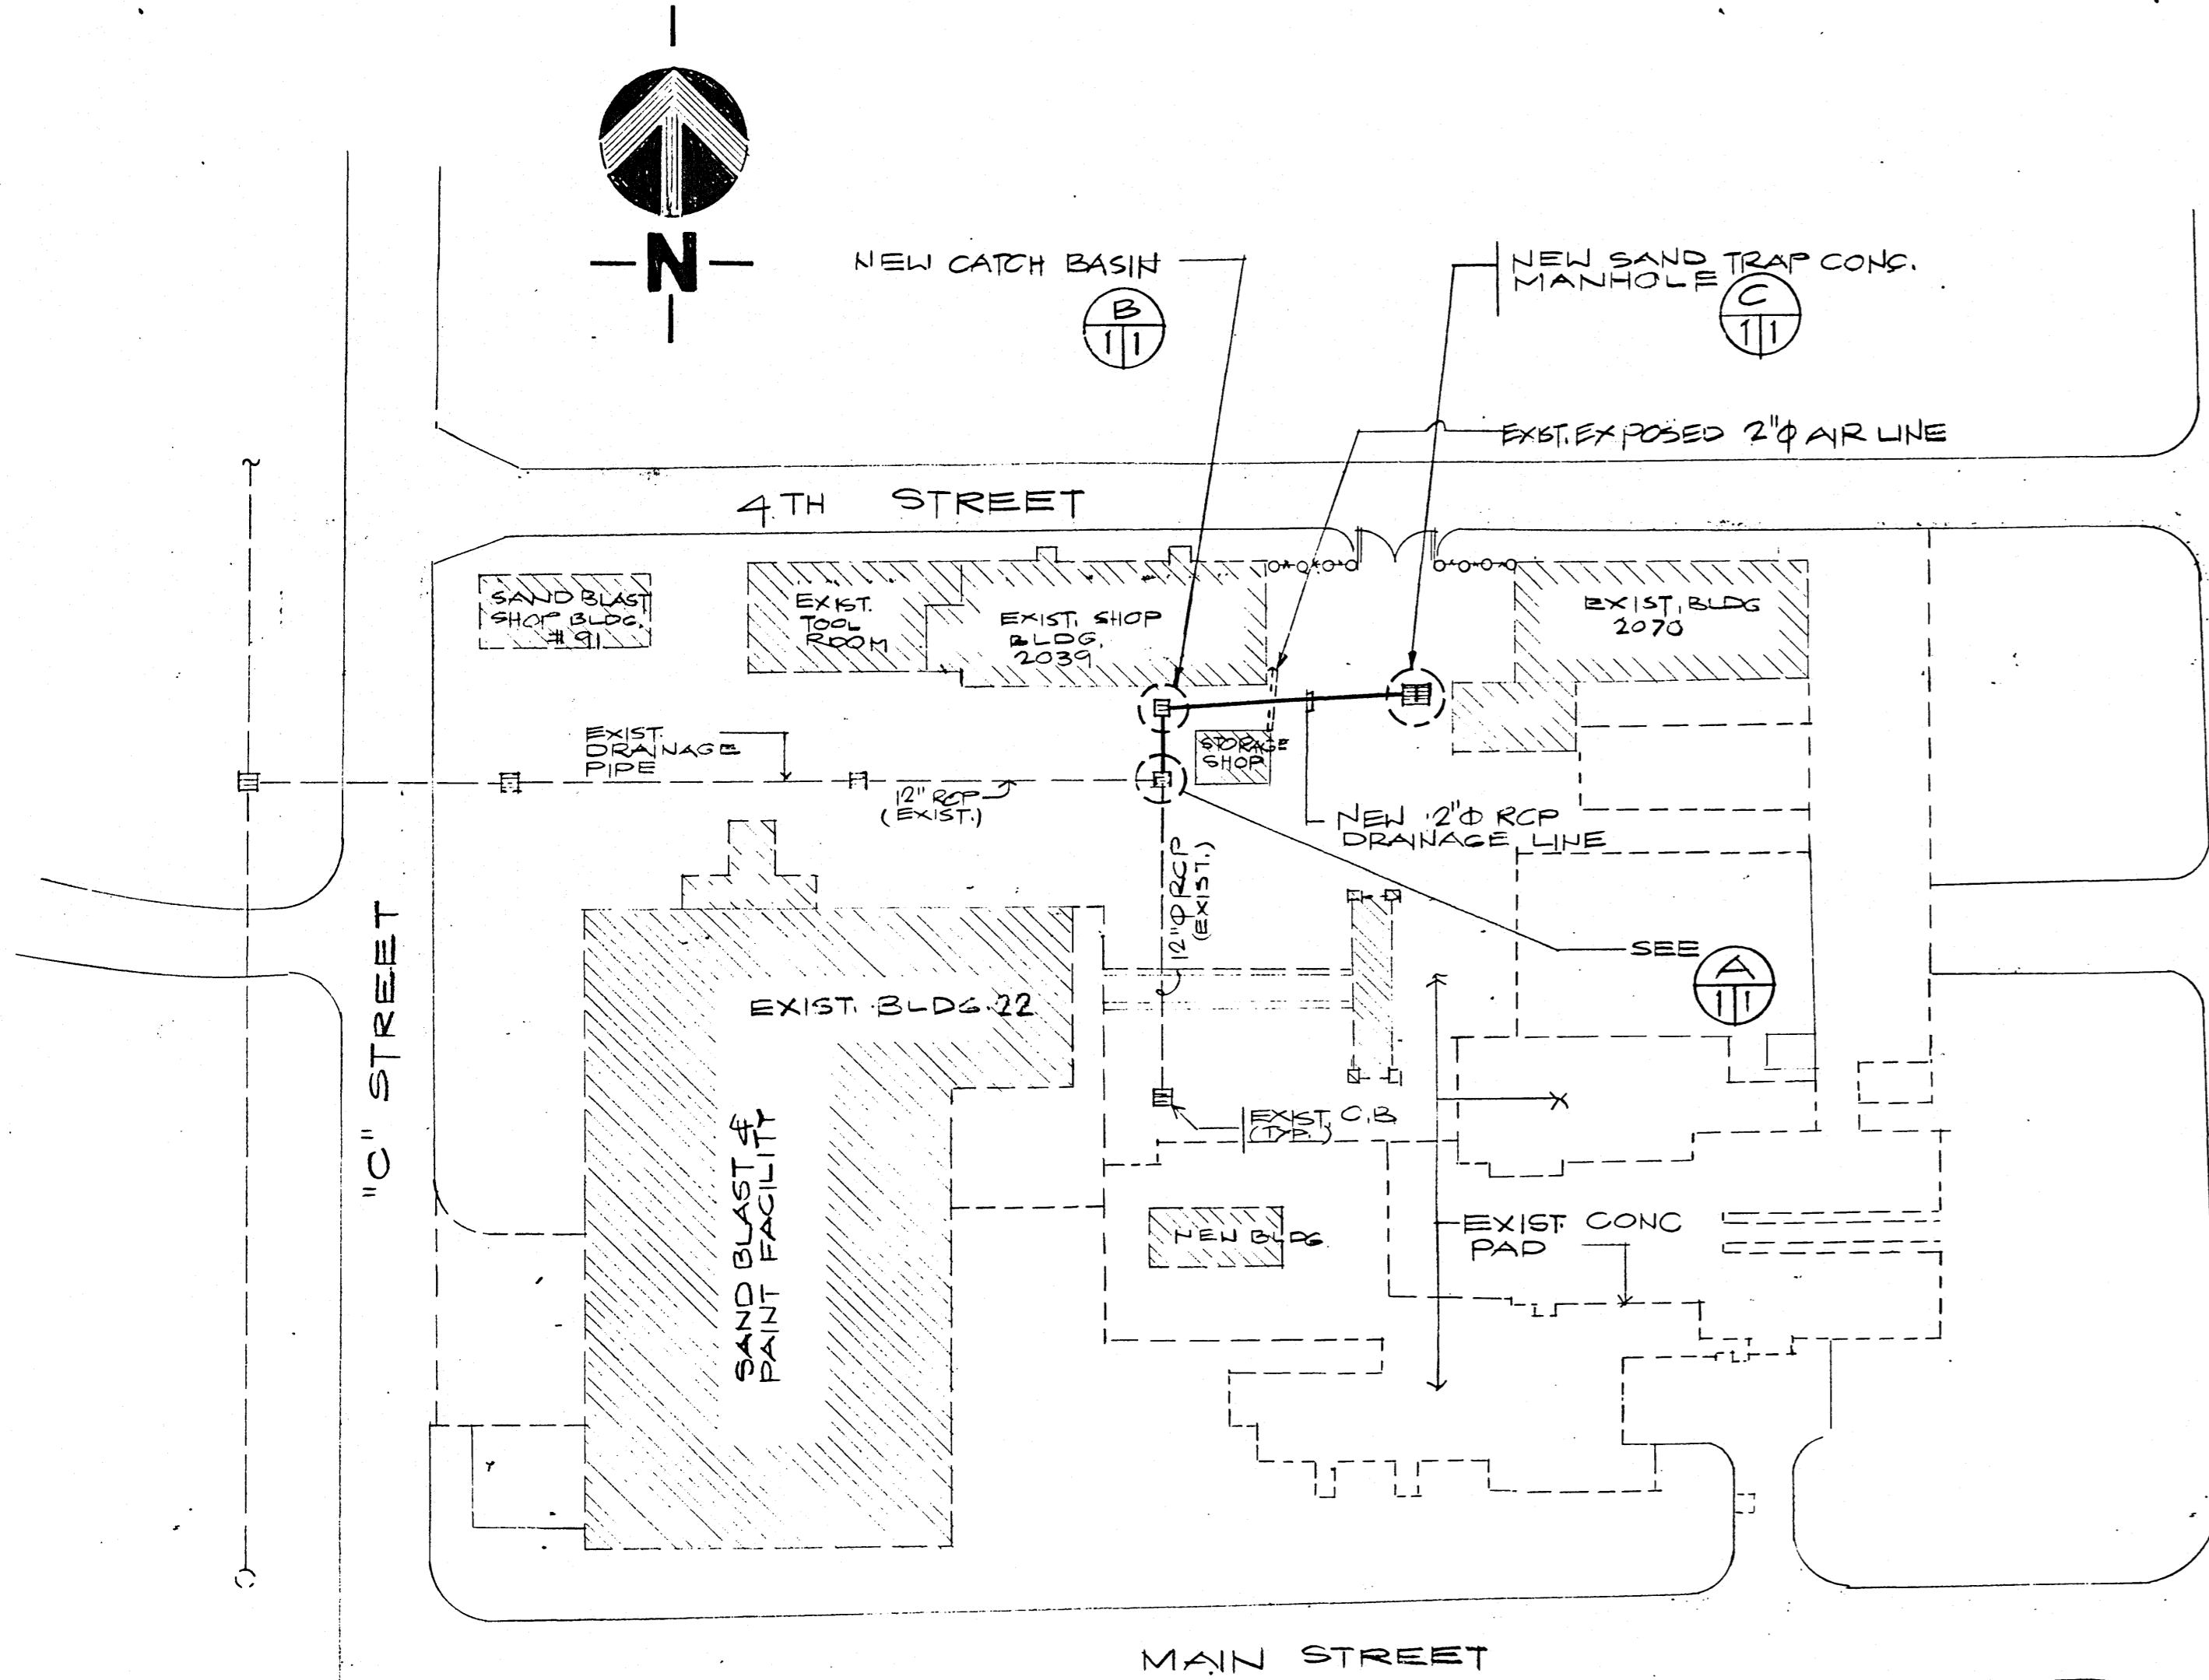 N
NEW CATCH BASIN
B
1 1
NEW SAND TRAP CONC.
MANHOLE
C
1 1
EXIST. EXPOSED 2"φ AIR LINE
4TH STREET
SAND BLAST
SHOP BLDG.
#91
EXIST.
TOOL
ROOM
EXIST. SHOP
BLDG.
2039
EXIST. BLDG
2070
EXIST.
DRAINAGE
PIPE
STORAGE
SHOP
12" RCP
(EXIST.)
NEW 12"φ RCP
DRAINAGE LINE
12"φ RCP
(EXIST.)
SEE
A
1 1
"C" STREET
EXIST. BLDG. 22
SAND BLAST &
PAINT FACILITY
EXIST. C.B.
(TYP.)
NEW BLDG
EXIST. CONC
PAD
MAIN STREET